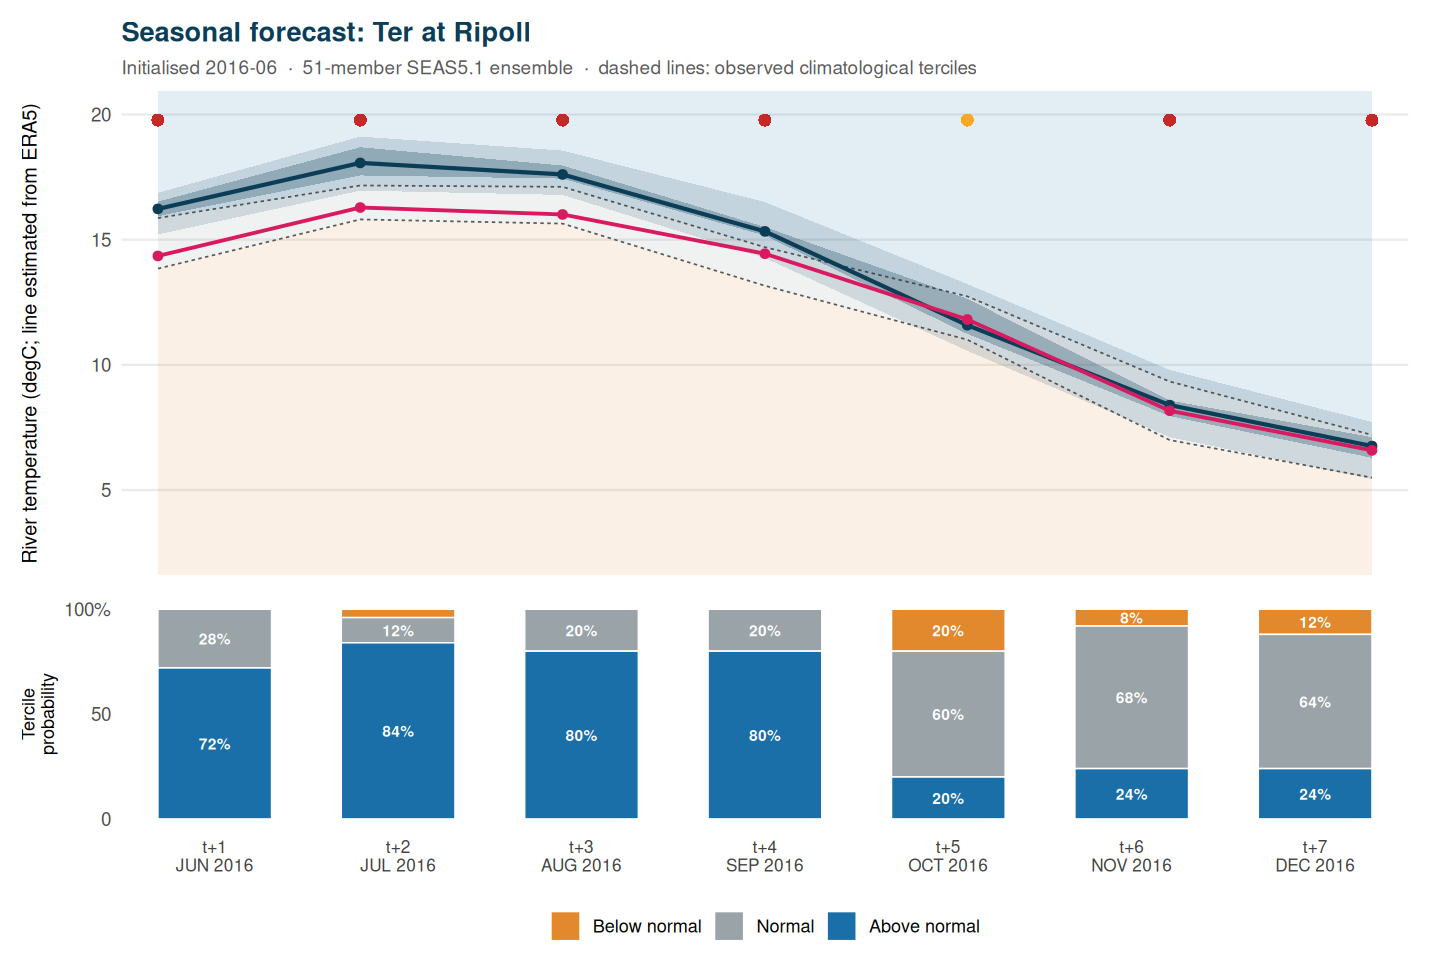 Seasonal forecast: Ter at Ripoll
Initialised 2016-06 · 51-member SEAS5.1 ensemble · dashed lines: observed climatological terciles
River temperature (degC; line estimated from ERA5)
20
15
10
5
Tercile
probability
100%
50
0
28%
72%
12%
84%
20%
80%
20%
80%
20%
60%
20%
8%
68%
24%
12%
64%
24%
t+1
JUN 2016
t+2
JUL 2016
t+3
AUG 2016
t+4
SEP 2016
t+5
OCT 2016
t+6
NOV 2016
t+7
DEC 2016
Below normal
Normal
Above normal